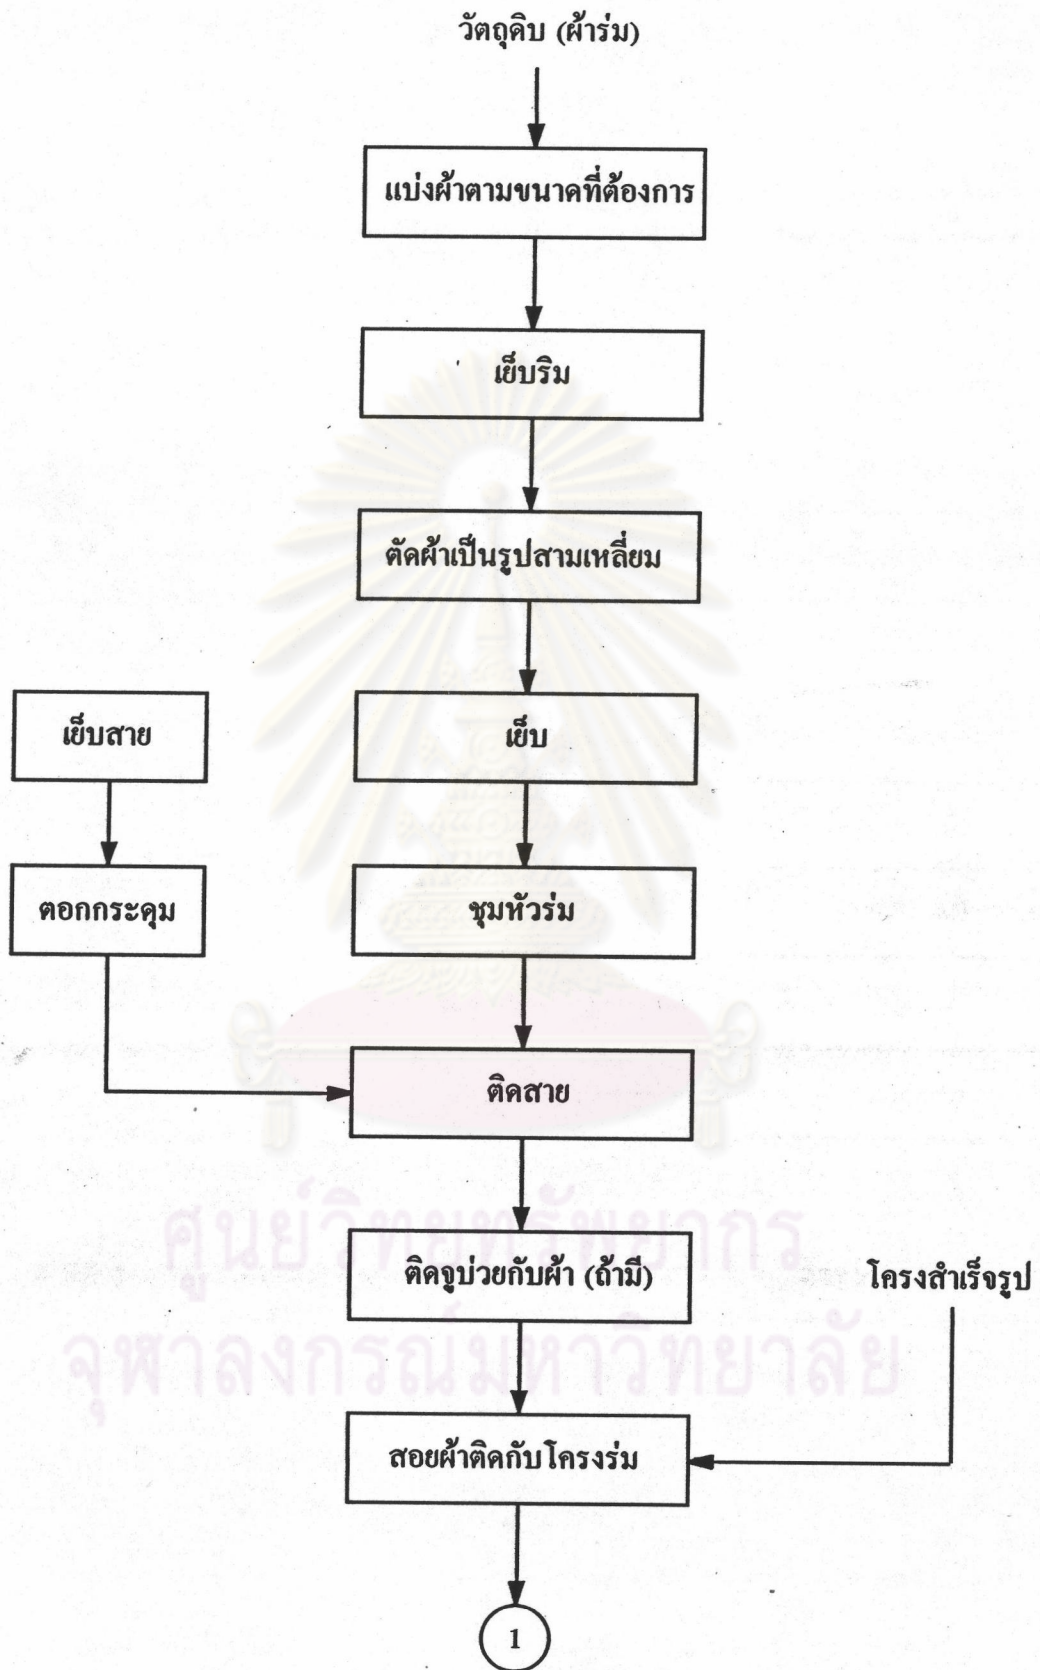 วัตถุดิบ (ผ้าร่ม)
แบ่งผ้าตามขนาดที่ต้องการ
เย็บริม
ตัดผ้าเป็นรูปสามเหลี่ยม
เย็บสาย
เย็บ
ตอกกระดุม
ชุมหัวร่ม
ติดสาย
ศูนย์วิทยทรัพยากร
ติดจูบ่วยกับผ้า (ถ้ามี)
โครงสำเร็จรูป
จุฬาลงกรณ์มหาวิทยาลัย
สอยผ้าติดกับโครงร่ม
1